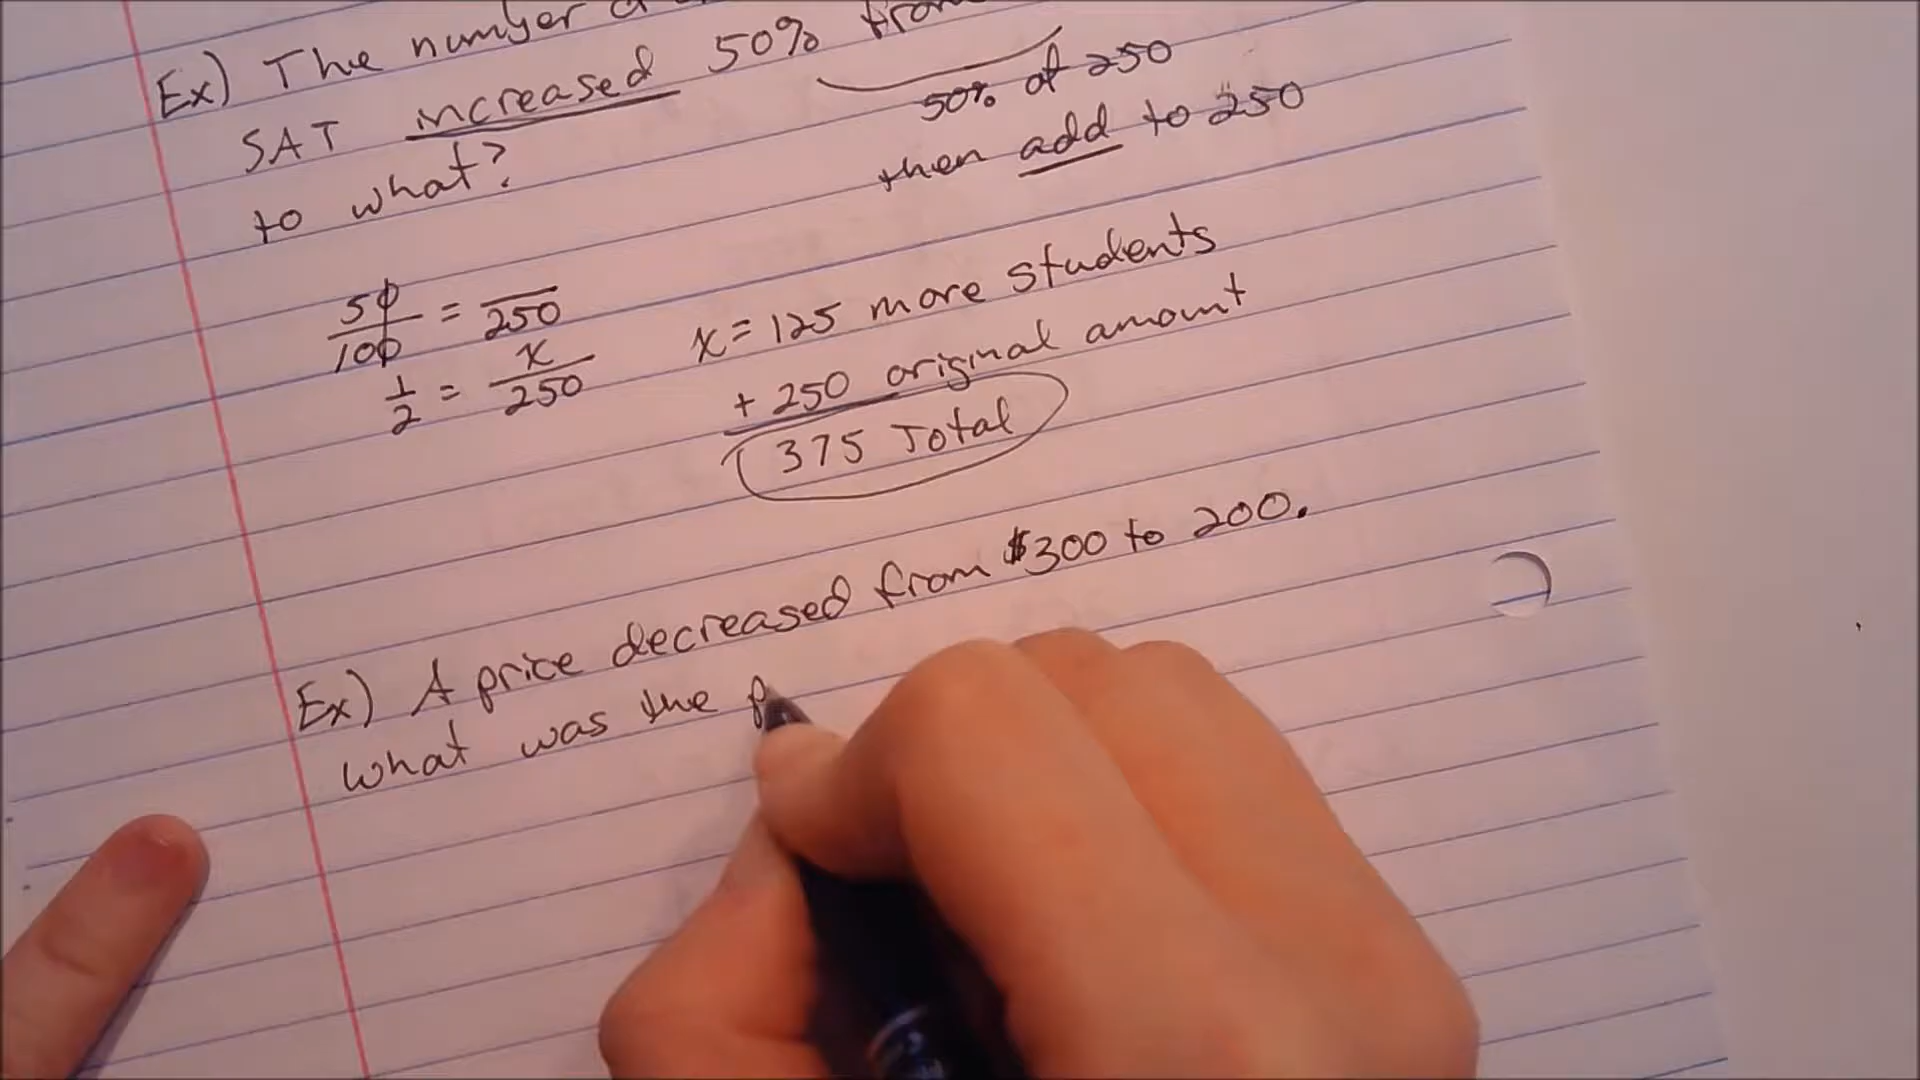 Ex) The number
SAT increased 50%
to what?
50% of 250
then add to 250
50/100 = /250
1/2 = x/250
x = 125 more students
+ 250 original amount
375 Total
Ex) A price decreased from $300 to 200.
What was the p